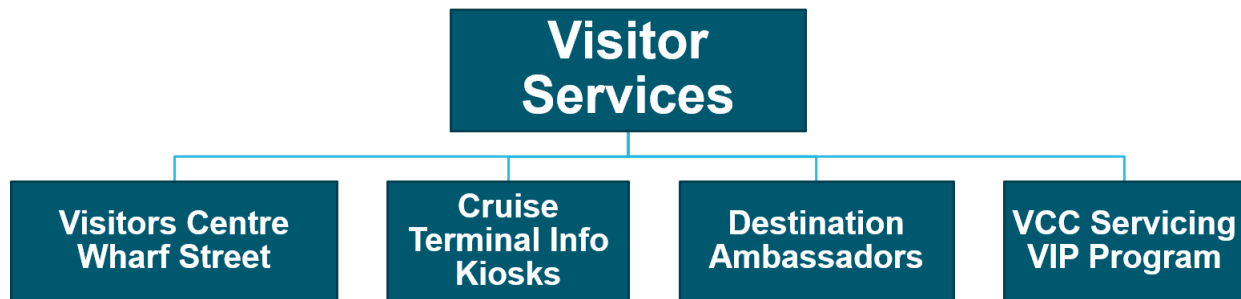 Visitor
Services
Visitors Centre
Wharf Street
Cruise
Terminal Info
Kiosks
Destination
Ambassadors
VCC Servicing
VIP Program